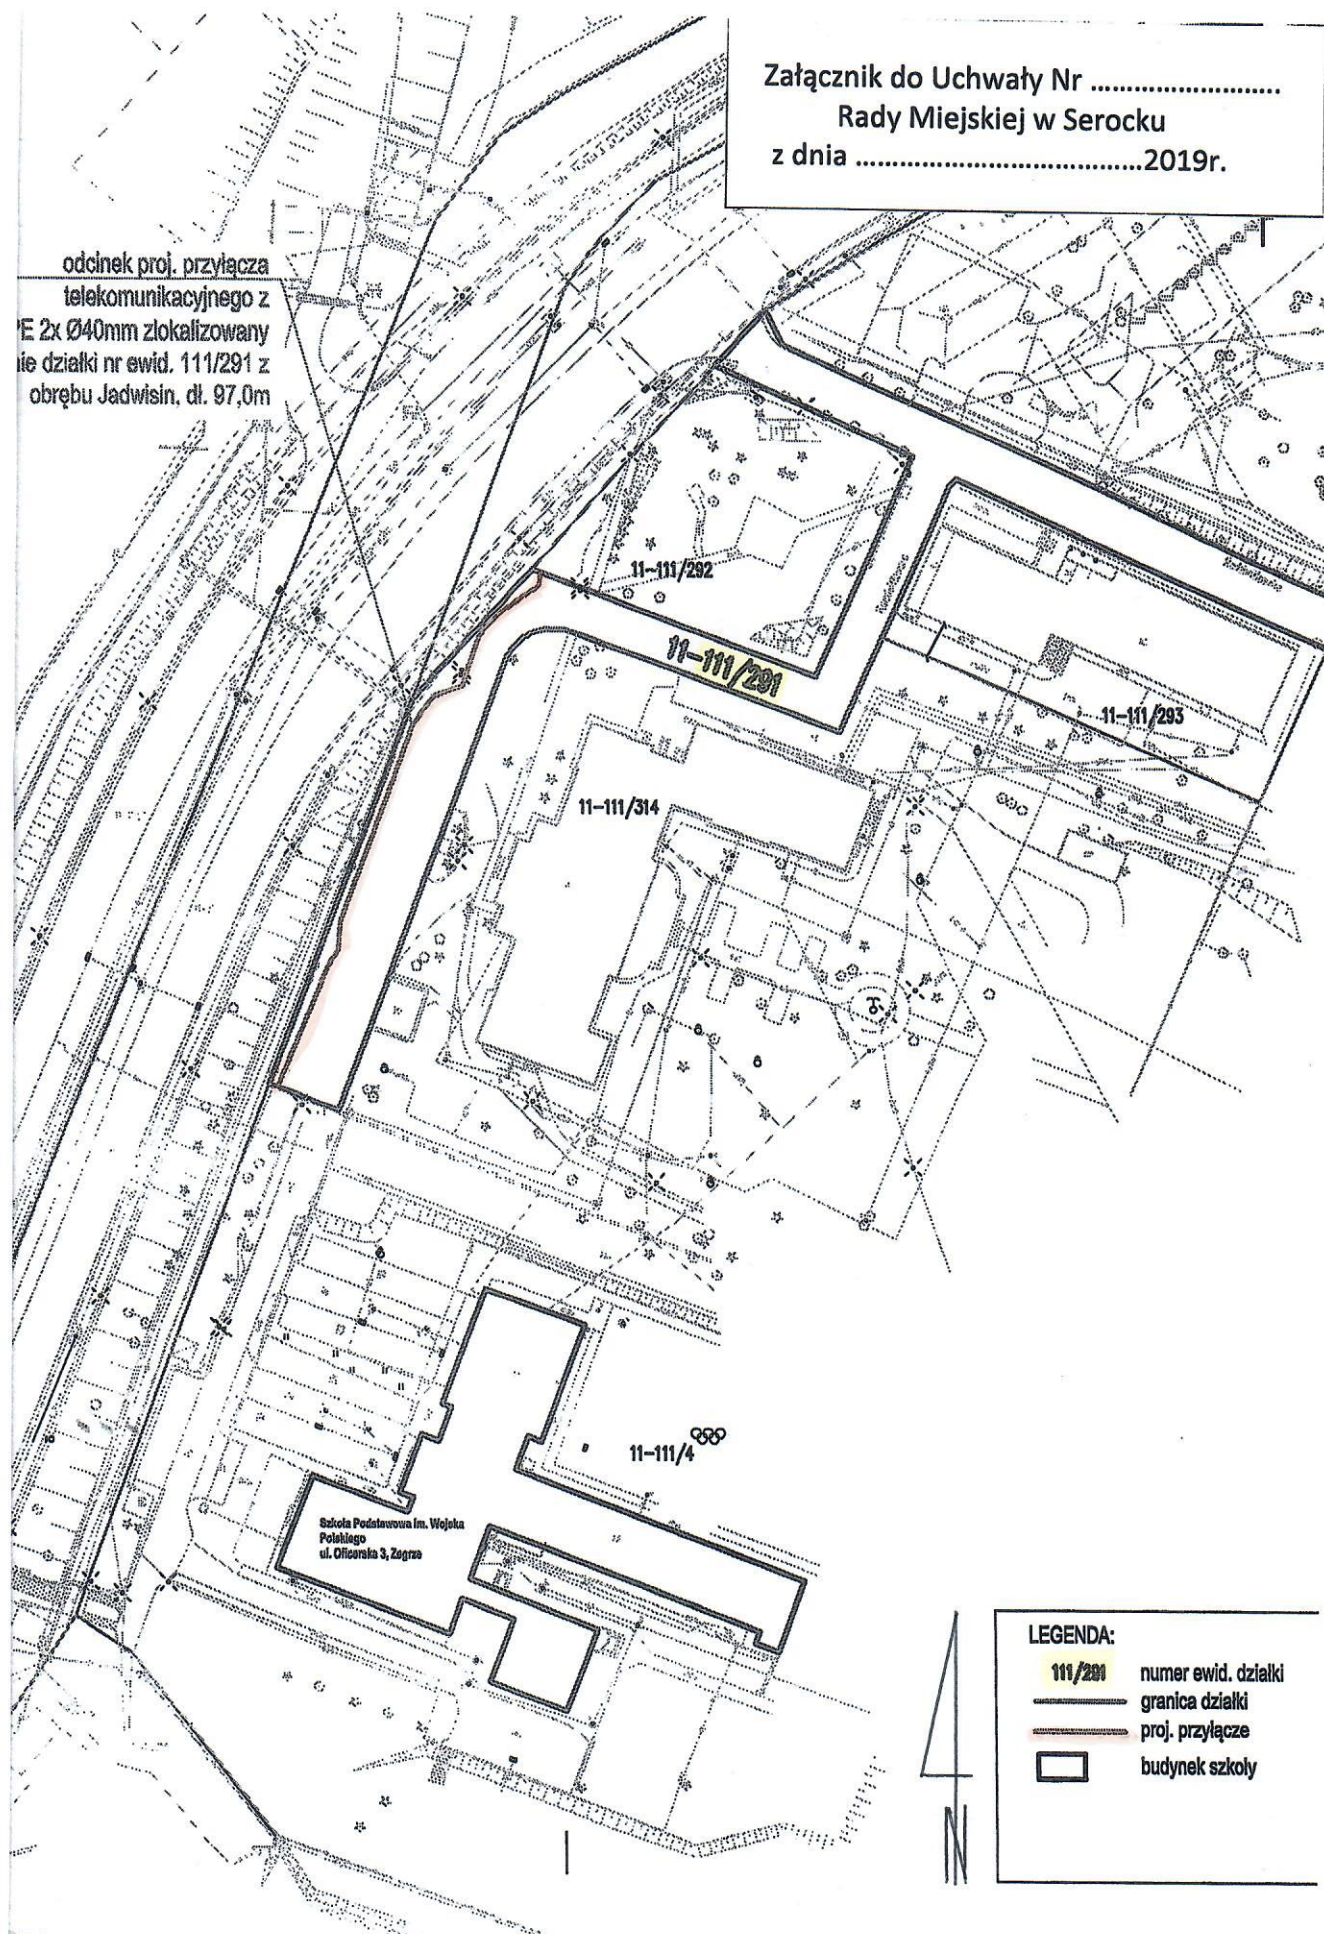 Załącznik do Uchwały Nr ..........................
Rady Miejskiej w Serocku
z dnia .......................................2019r.
odcinek proj. przyłącza
telekomunikacyjnego z
PE 2x Ø40mm zlokalizowany
nie działki nr ewid. 111/291 z
obrębu Jadwisin, dł. 97,0m
11-111/292
11-111/291
11-111/293
11-111/314
11-111/4
Szkoła Podstawowa im. Wojska
Polskiego
ul. Oficerska 3, Zegrze
LEGENDA:
111/291 numer ewid. działki
granica działki
proj. przyłącze
budynek szkoły
N